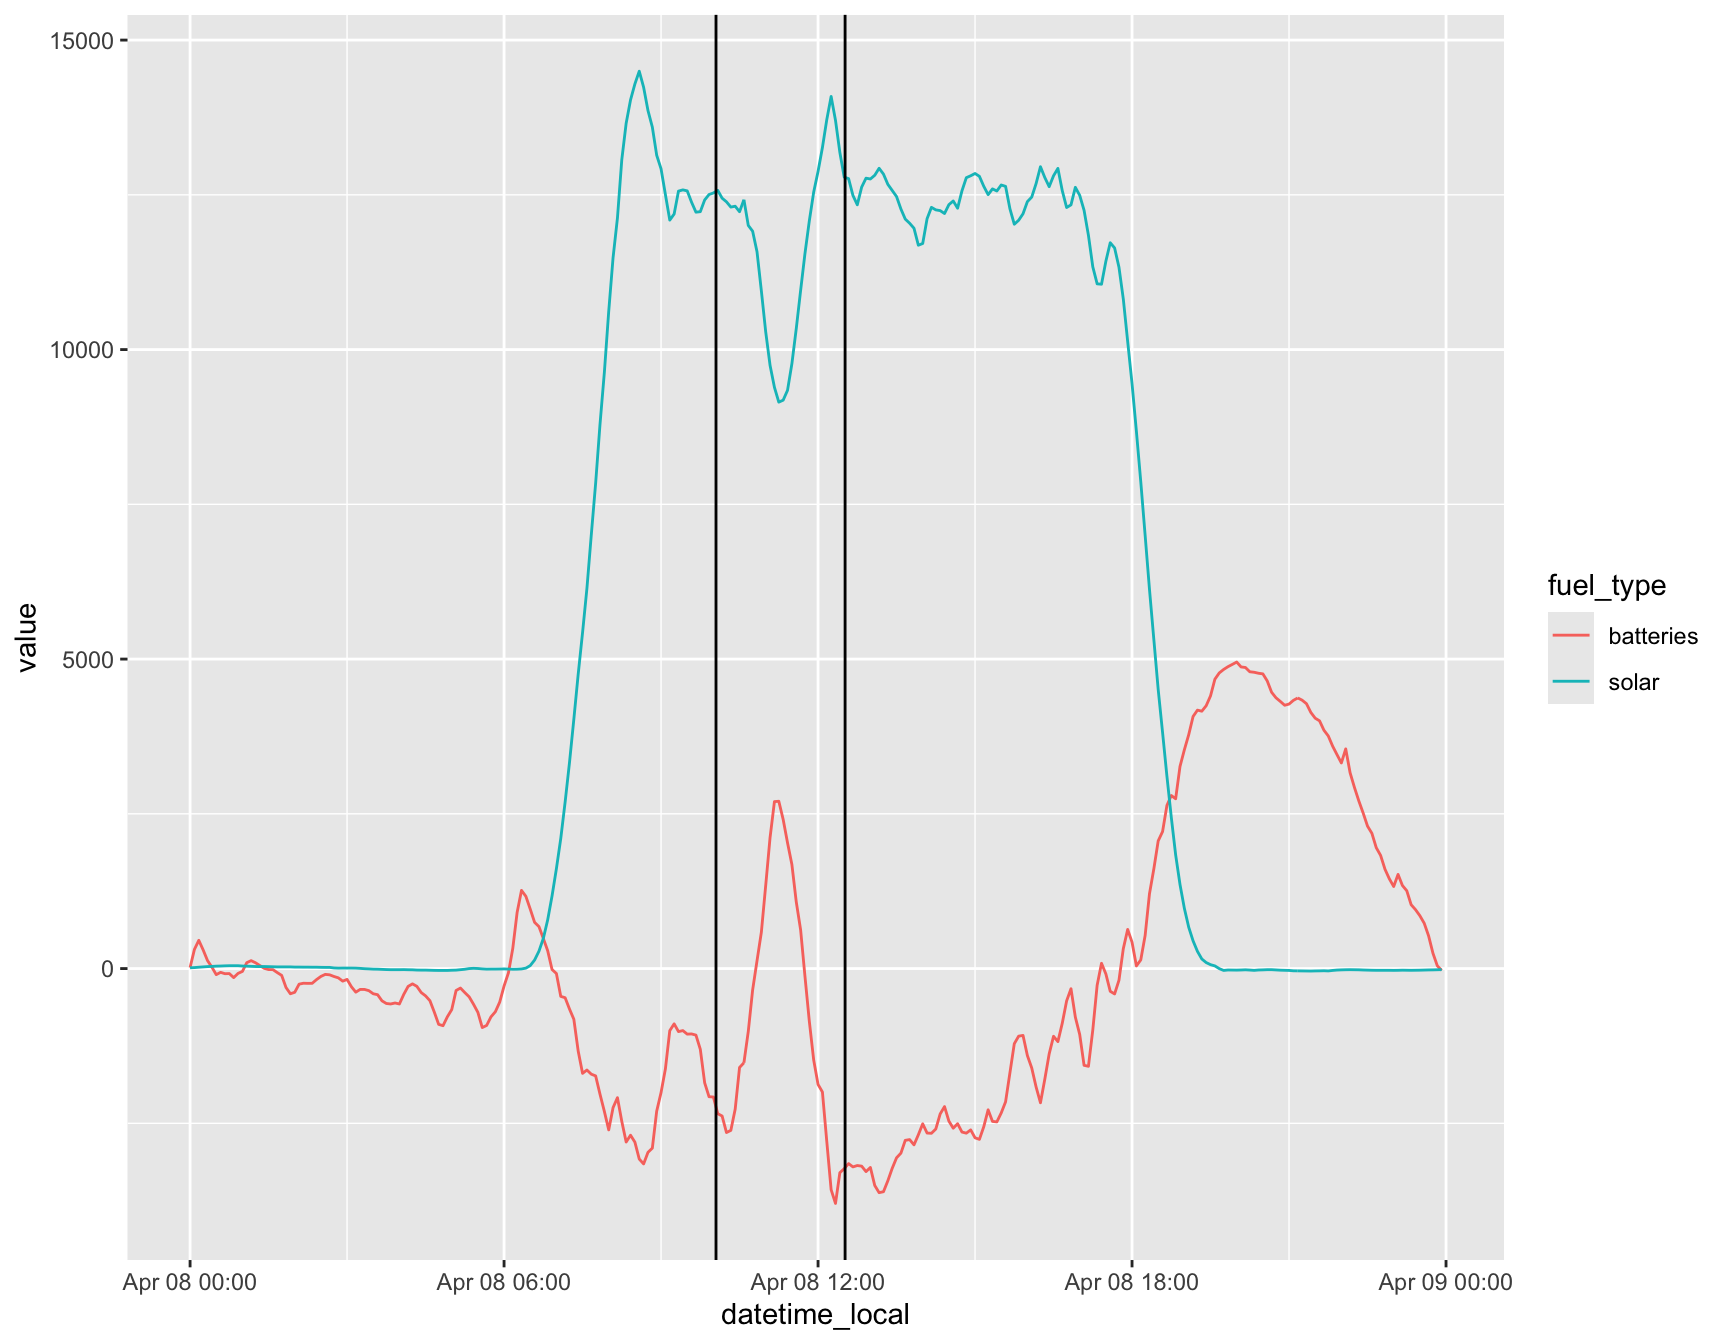 15000
10000
5000
0
value
Apr 08 00:00
Apr 08 06:00
Apr 08 12:00
Apr 08 18:00
Apr 09 00:00
datetime_local
fuel_type
batteries
solar